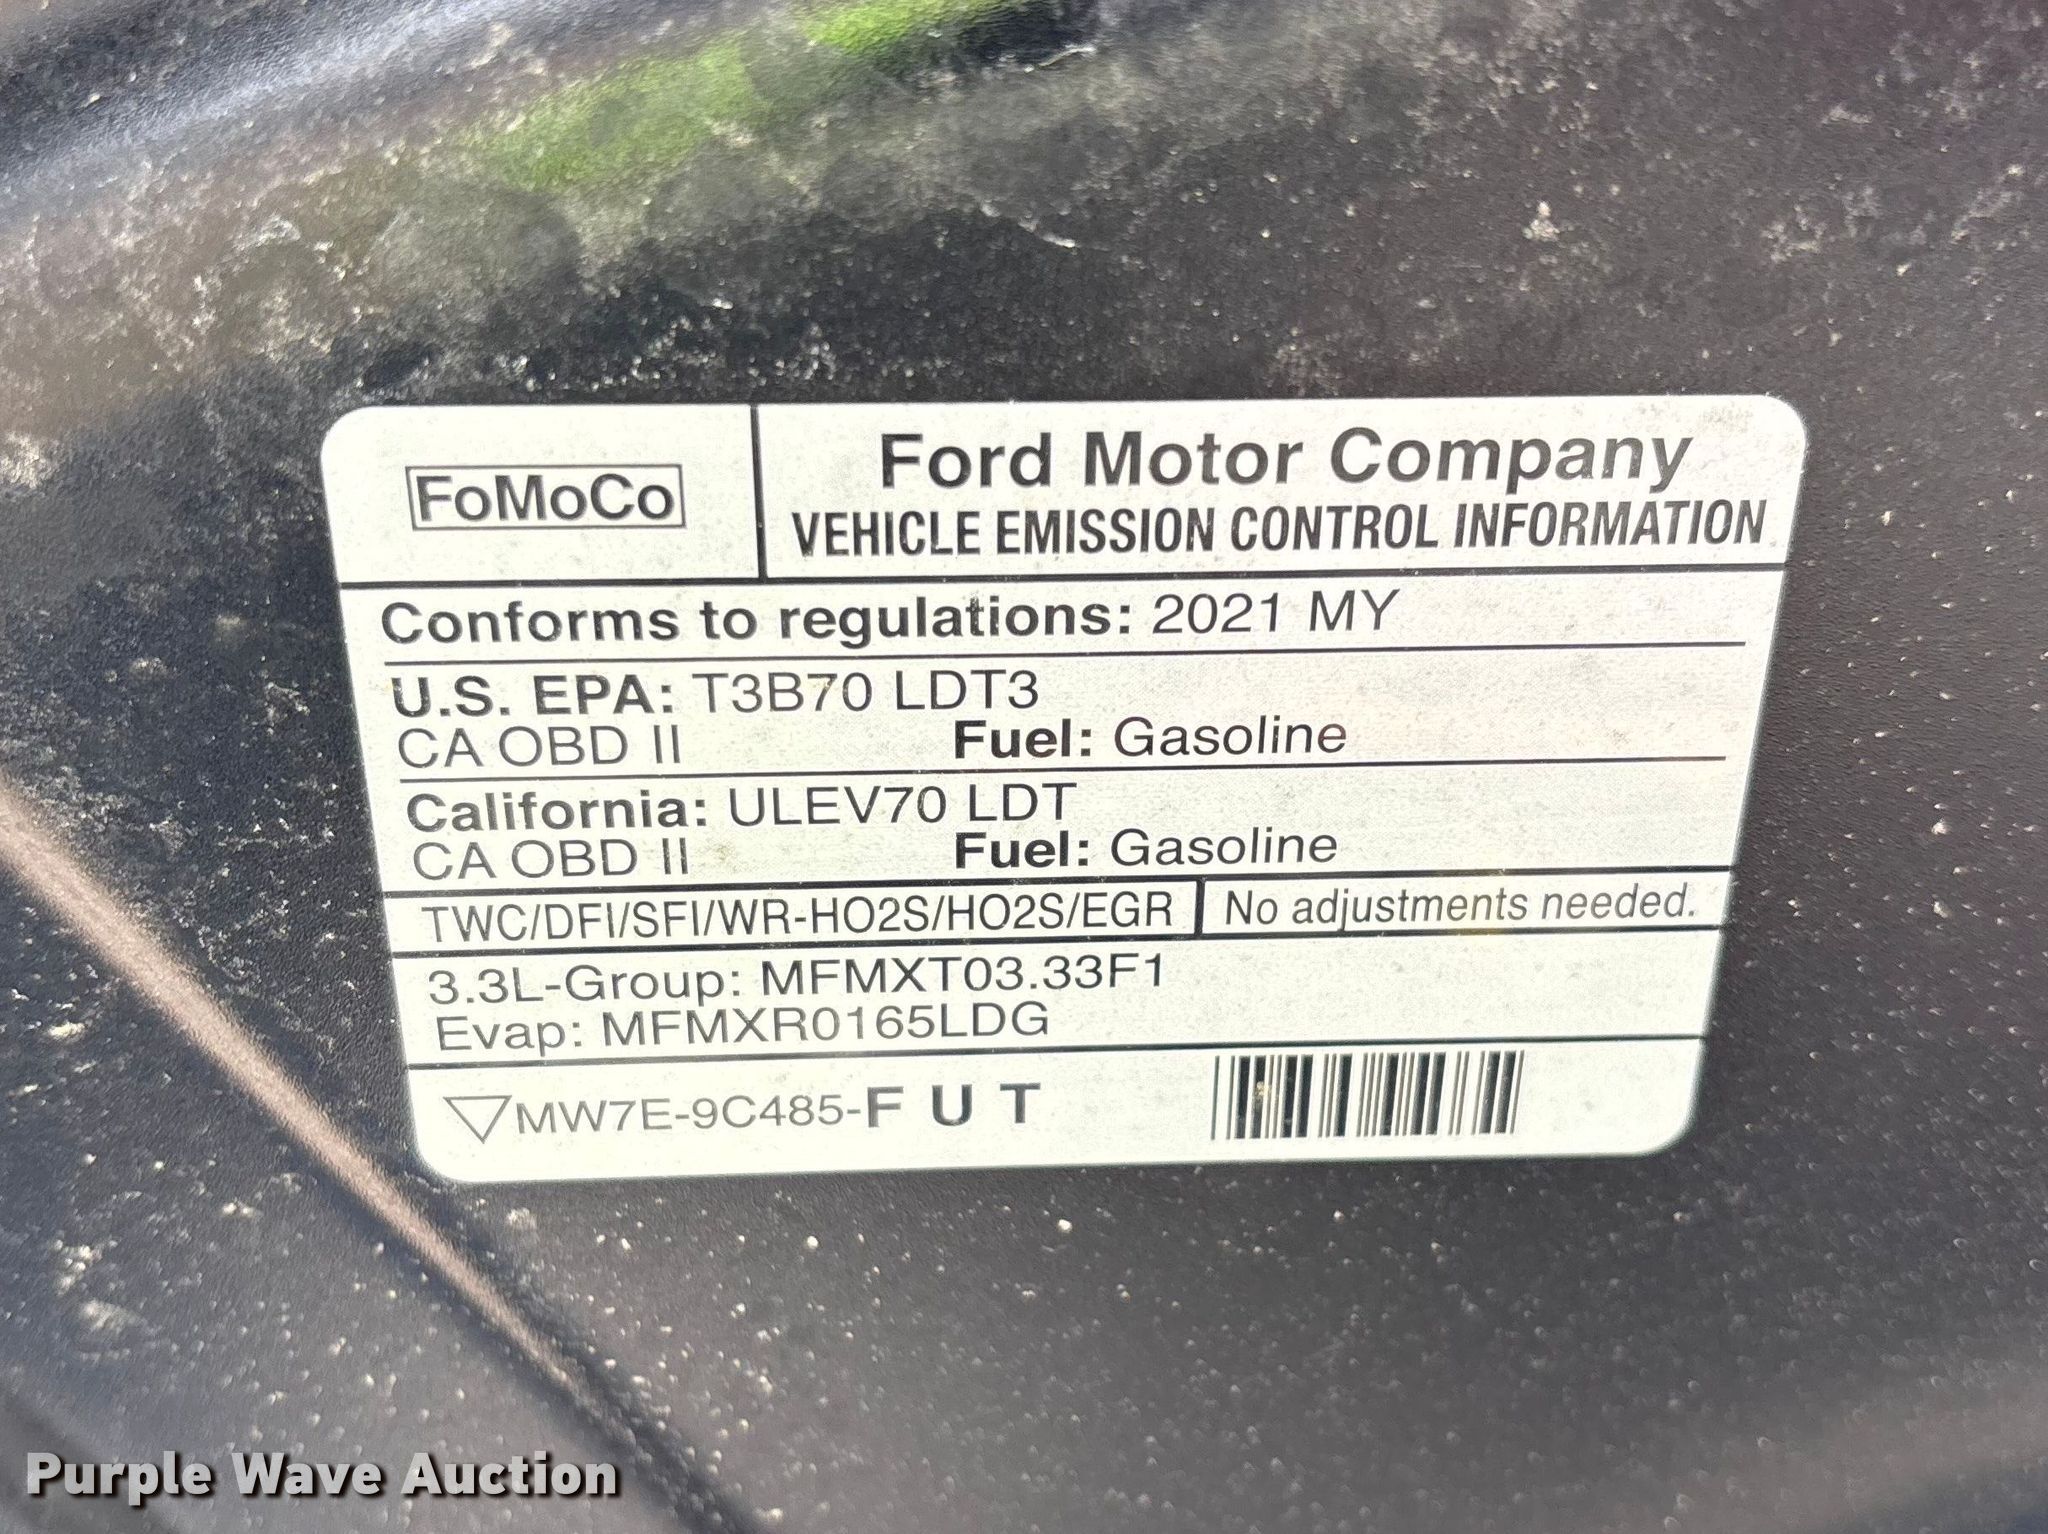 FoMoCo
Ford Motor Company
VEHICLE EMISSION CONTROL INFORMATION
Conforms to regulations: 2021 MY
U.S. EPA: T3B70 LDT3
CA OBD II Fuel: Gasoline
California: ULEV70 LDT
CA OBD II Fuel: Gasoline
TWC/DFI/SFI/WR-HO2S/HO2S/EGR No adjustments needed.
3.3L-Group: MFMXT03.33F1
Evap: MFMXR0165LDG
MW7E-9C485-F U T
Purple Wave Auction